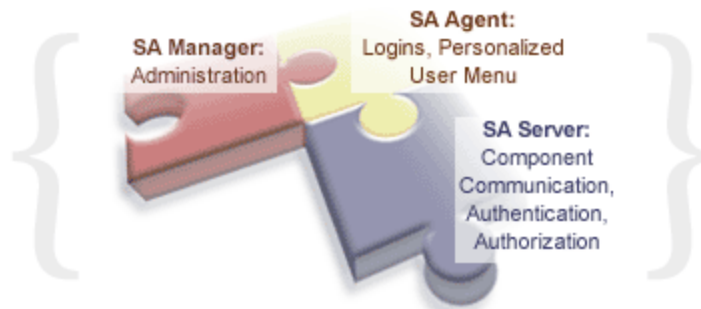 SA Manager:
Administration
SA Agent:
Logins, Personalized
User Menu
SA Server:
Component
Communication,
Authentication,
Authorization